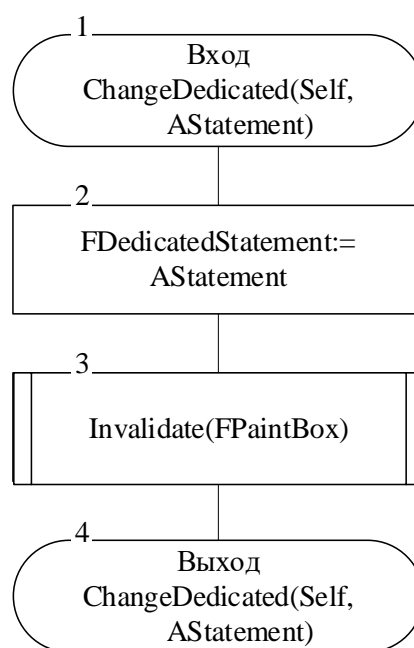 1
Вход
ChangeDedicated(Self,
AStatement)
2
FDedicatedStatement:=
AStatement
3
Invalidate(FPaintBox)
4
Выход
ChangeDedicated(Self,
AStatement)